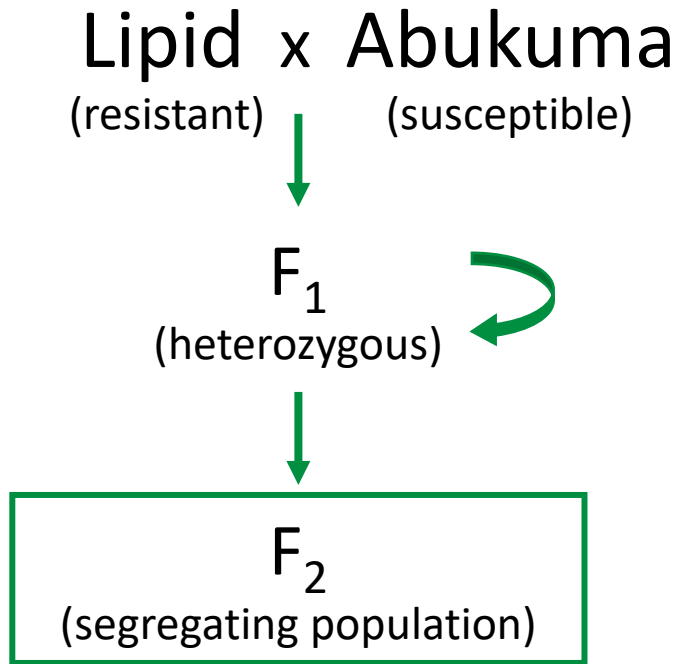 Lipid x Abukuma
(resistant) (susceptible)
F₁
(heterozygous)
F₂
(segregating population)